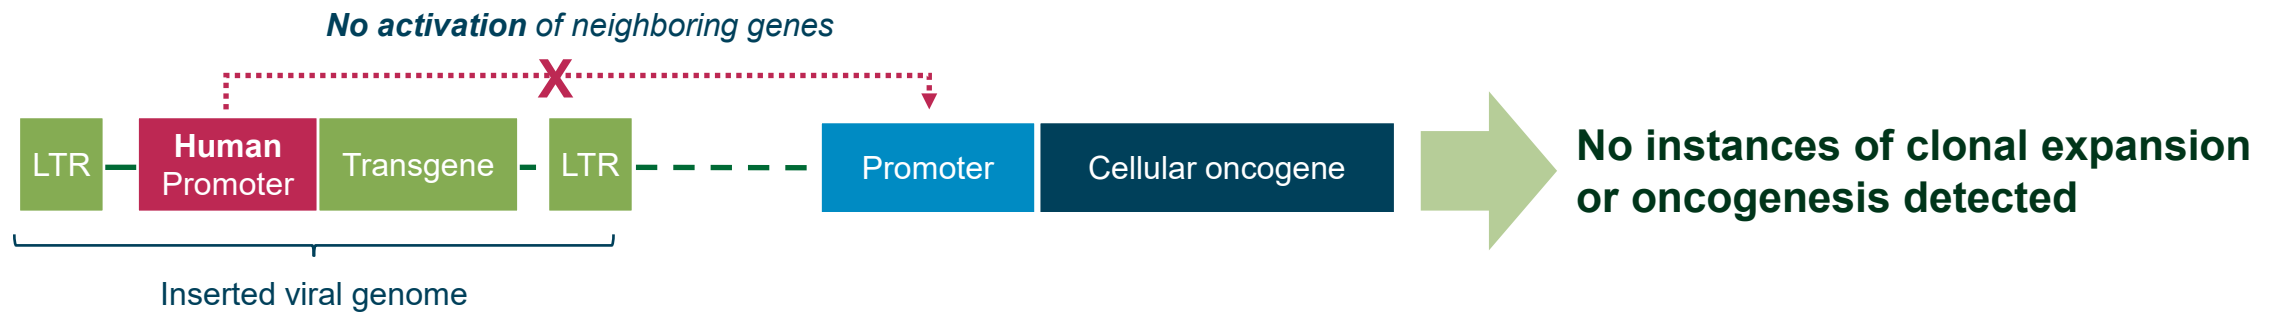 No activation of neighboring genes
X
LTR
Human
Promoter
Transgene
LTR
Promoter
Cellular oncogene
No instances of clonal expansion
or oncogenesis detected
Inserted viral genome